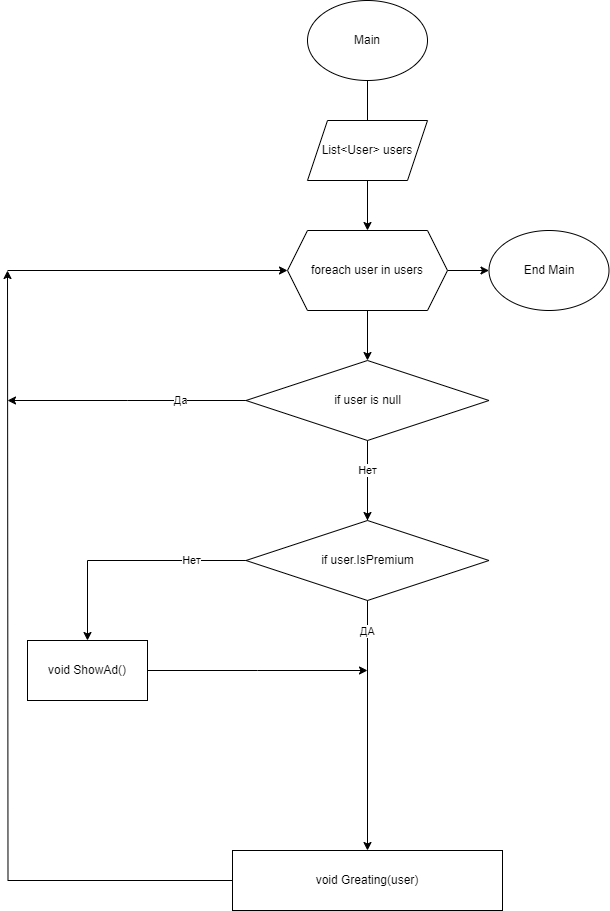 Main
List<User> users
foreach user in users
End Main
if user is null
Да
Нет
if user.IsPremium
Нет
ДА
void ShowAd()
void Greating(user)